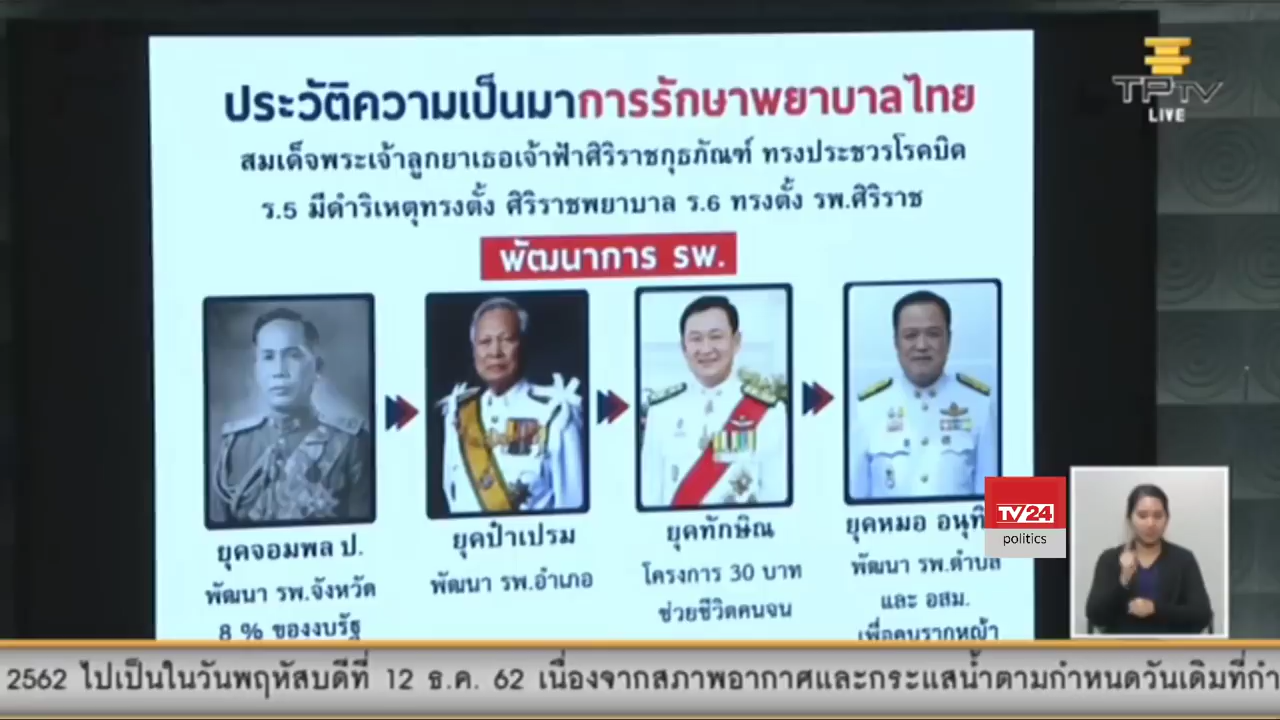 ประวัติความเป็นมาการรักษาพยาบาลไทย
สมเด็จพระเจ้าลูกยาเธอเจ้าฟ้าศิริราชกุธภัณฑ์ ทรงประชวรโรคบิด
ร.5 มีดำริเหตุทรงตั้ง ศิริราชพยาบาล ร.6 ทรงตั้ง รพ.ศิริราช
พัฒนาการ รพ.
TPTV
LIVE
ยุคจอมพล ป.
พัฒนา รพ.จังหวัด
8 % ของงบรัฐ
ยุคป๋าเปรม
พัฒนา รพ.อำเภอ
ยุคทักษิณ
โครงการ 30 บาท
ช่วยชีวิตคนจน
ยุคหมอ
พัฒนา รพ.ตำบล
และ อสม.
เพื่อคนรากหญ้า
TV24
politics
2562 ไปเป็นในวันพฤหัสบดีที่ 12 ธ.ค. 62 เนื่องจากสภาพอากาศและกระแสน้ำตามกำหนดวันเดิมที่กำ